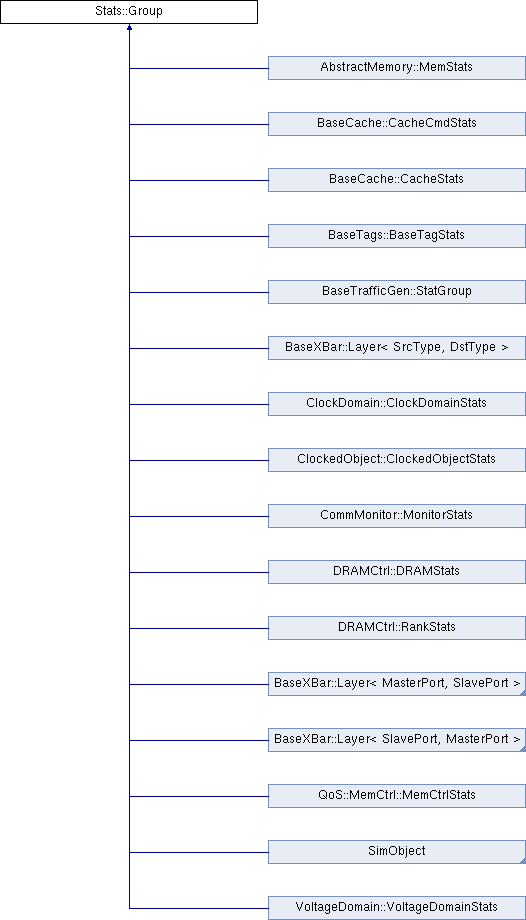 Stats::Group
AbstractMemory::MemStats
BaseCache::CacheCmdStats
BaseCache::CacheStats
BaseTags::BaseTagStats
BaseTrafficGen::StatGroup
BaseXBar::Layer< SrcType, DstType >
ClockDomain::ClockDomainStats
ClockedObject::ClockedObjectStats
CommMonitor::MonitorStats
DRAMCtrl::DRAMStats
DRAMCtrl::RankStats
BaseXBar::Layer< MasterPort, SlavePort >
BaseXBar::Layer< SlavePort, MasterPort >
QoS::MemCtrl::MemCtrlStats
SimObject
VoltageDomain::VoltageDomainStats